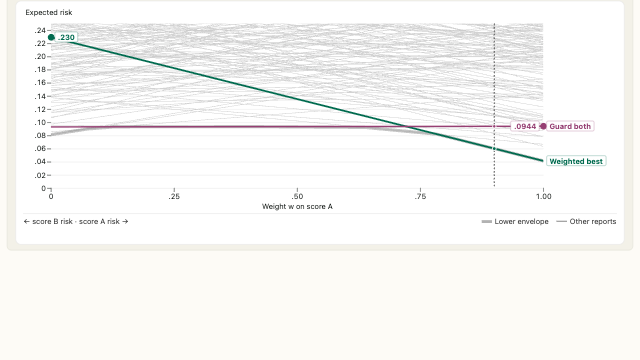 Expected risk
.24
.22
.20
.18
.16
.14
.12
.10
.08
.06
.04
.02
0
.230
.0944
Guard both
Weighted best
0
.25
.50
.75
1.00
Weight w on score A
← score B risk · score A risk →
Lower envelope
Other reports